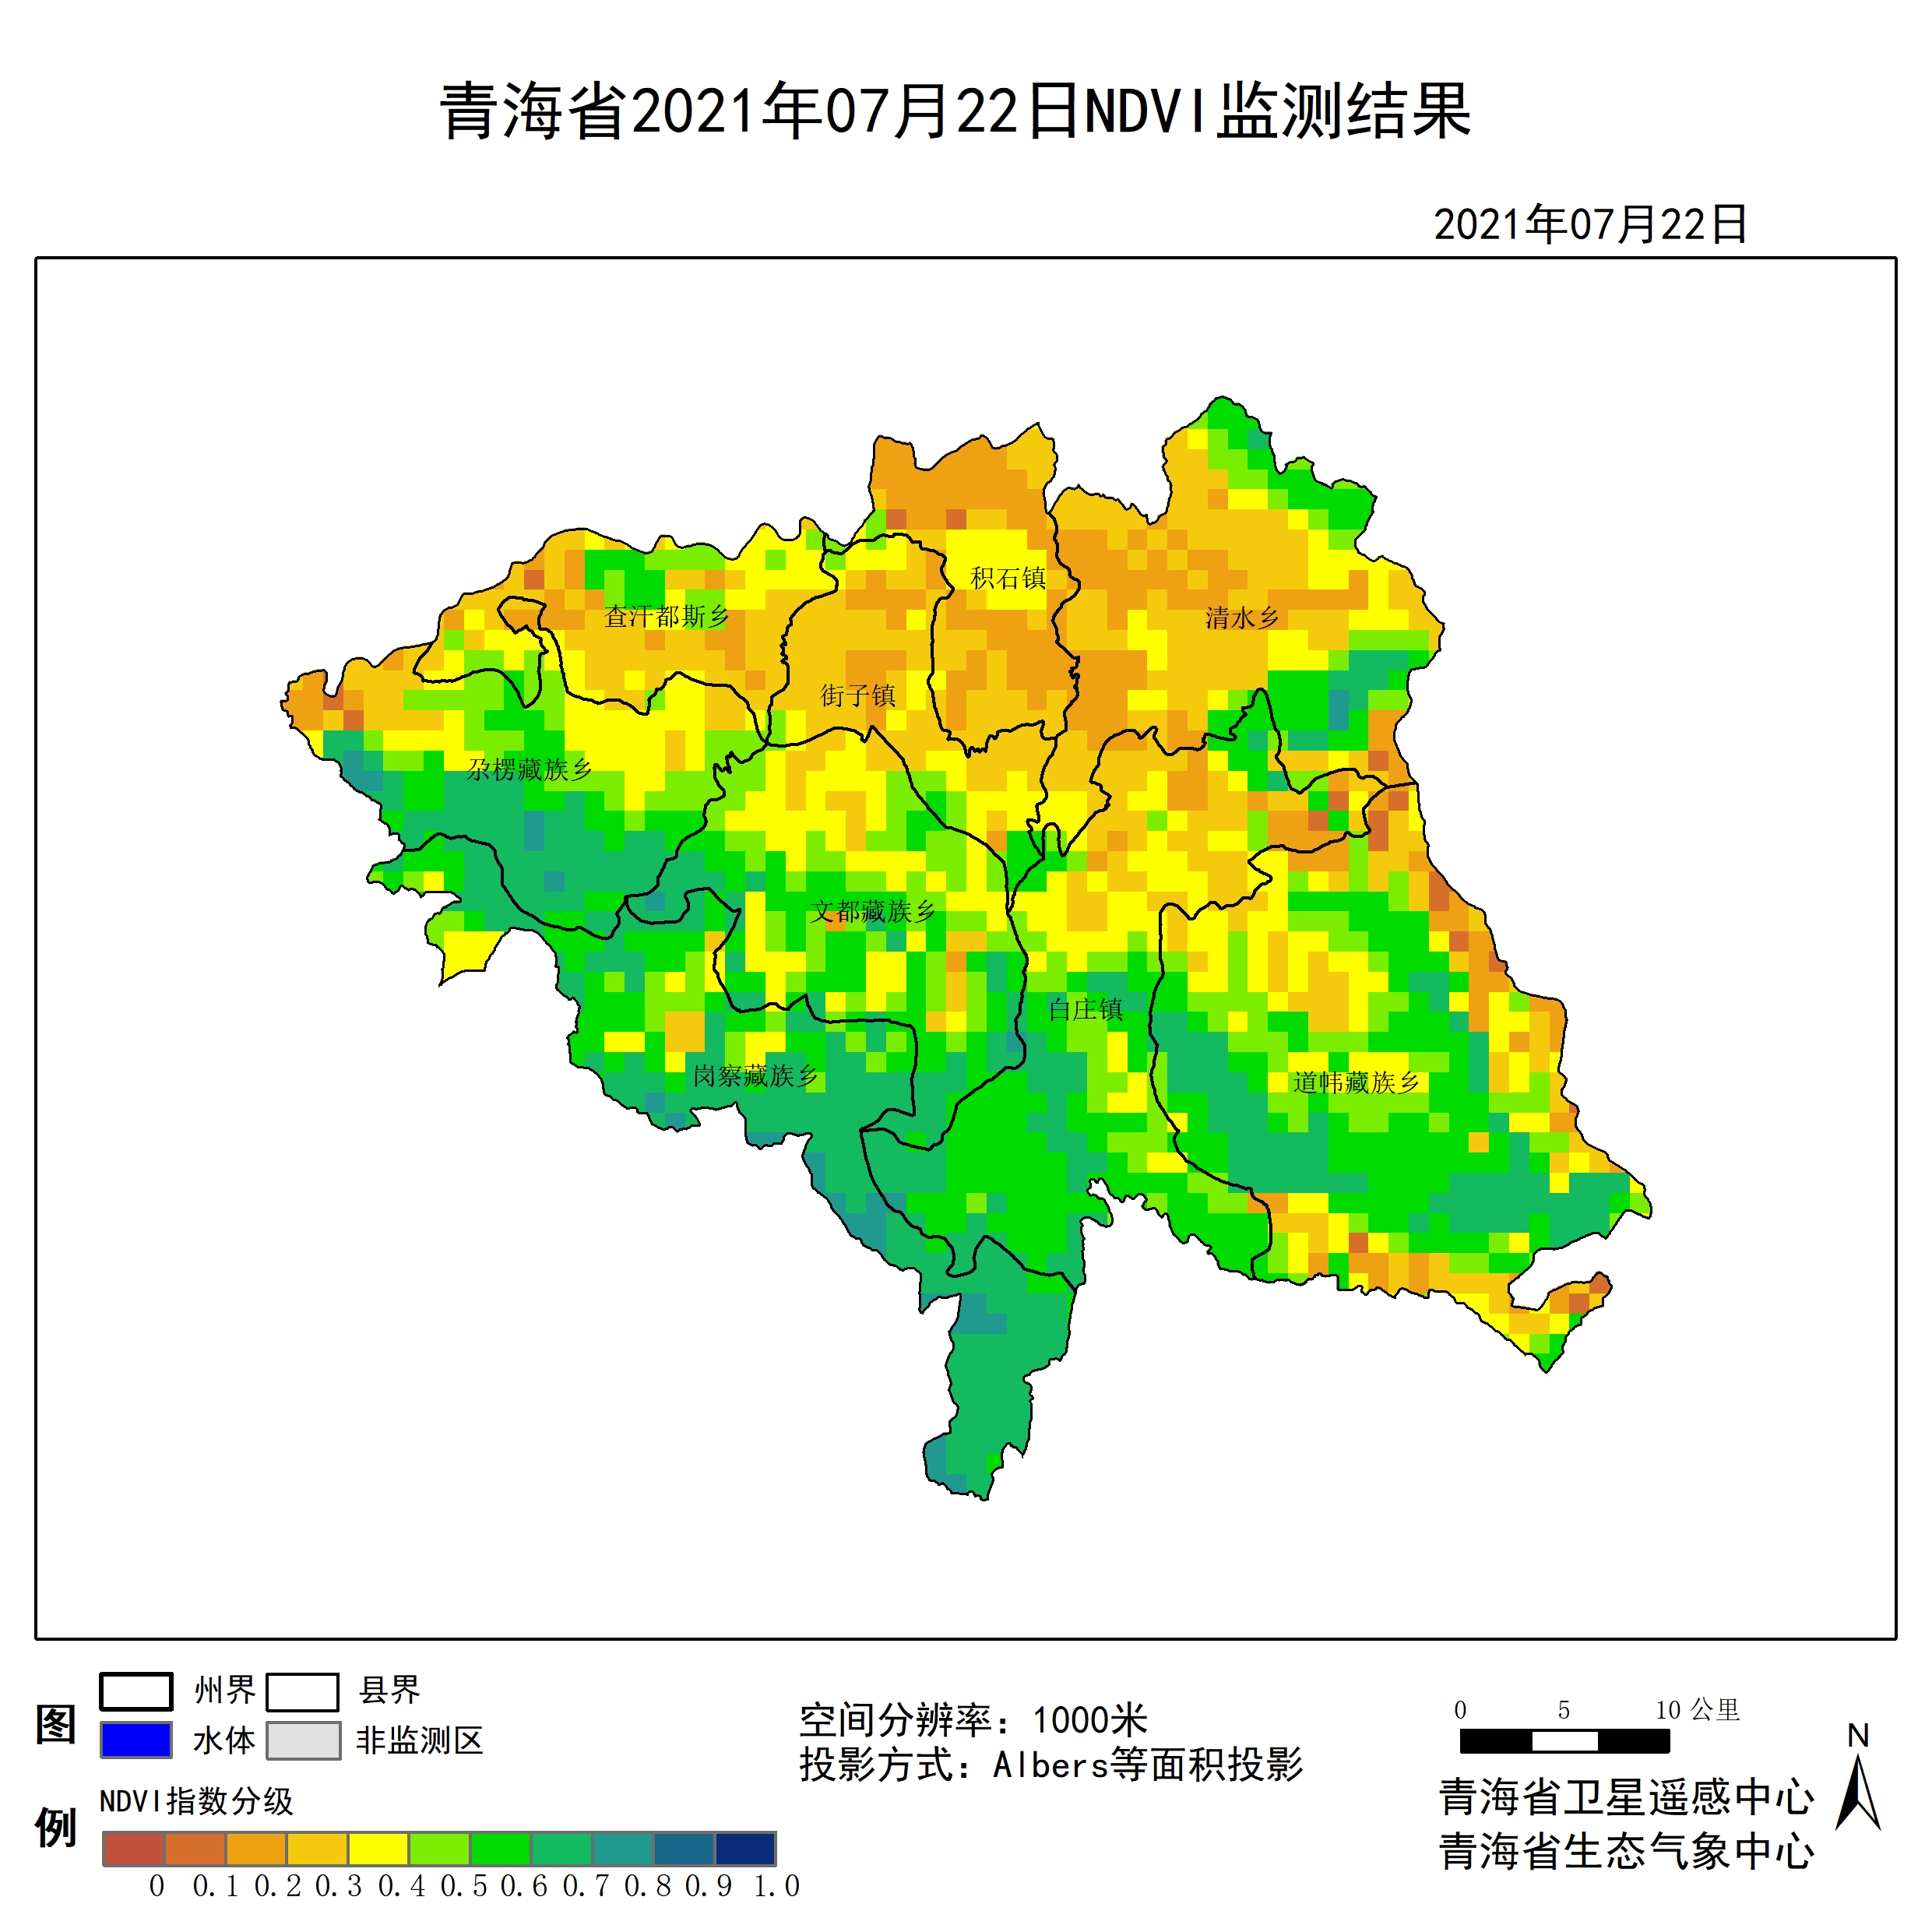 青海省2021年07月22日NDVI监测结果
2021年07月22日
积石镇
查汗都斯乡
清水乡
街子镇
尕楞藏族乡
文都藏族乡
白庄镇
岗察藏族乡
道帏藏族乡
图例
州界 县界
水体 非监测区
NDVI指数分级
0 0.1 0.2 0.3 0.4 0.5 0.6 0.7 0.8 0.9 1.0
空间分辨率：1000米
投影方式：Albers等面积投影
0 5 10 公里
N
青海省卫星遥感中心
青海省生态气象中心